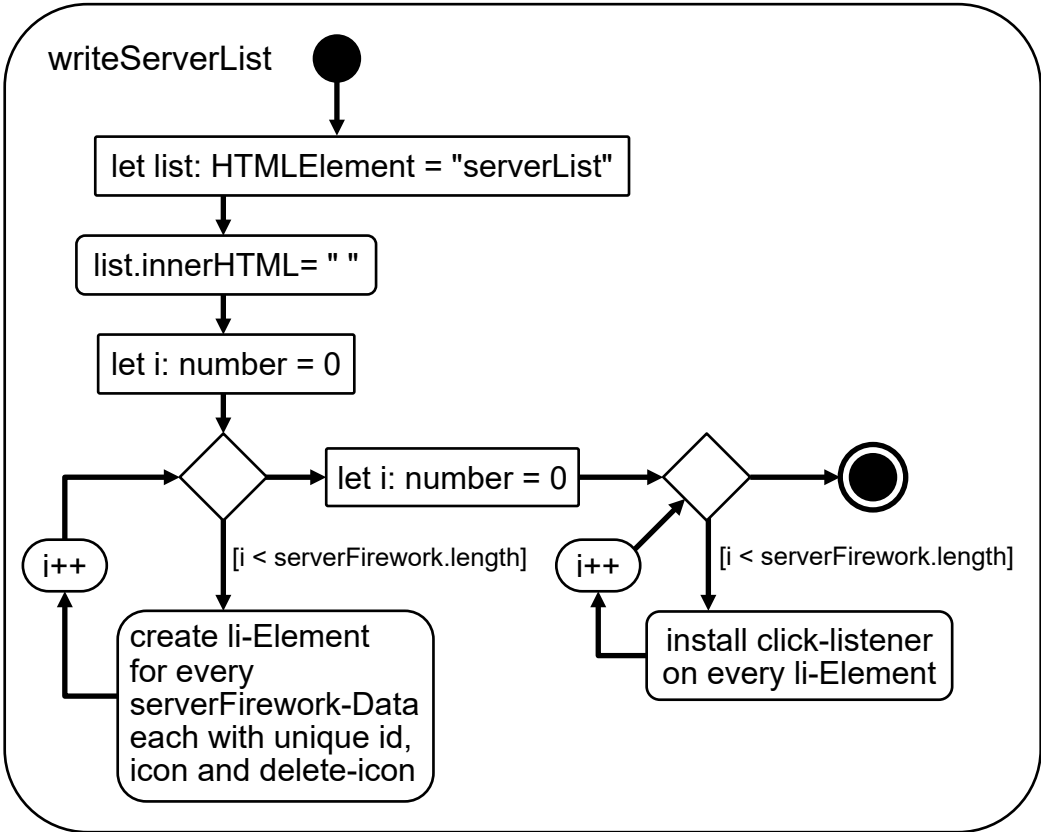 writeServerList
let list: HTMLElement = "serverList"
list.innerHTML= " "
let i: number = 0
let i: number = 0
[i < serverFirework.length]
[i < serverFirework.length]
i++
i++
create li-Element
for every
serverFirework-Data
each with unique id,
icon and delete-icon
install click-listener
on every li-Element